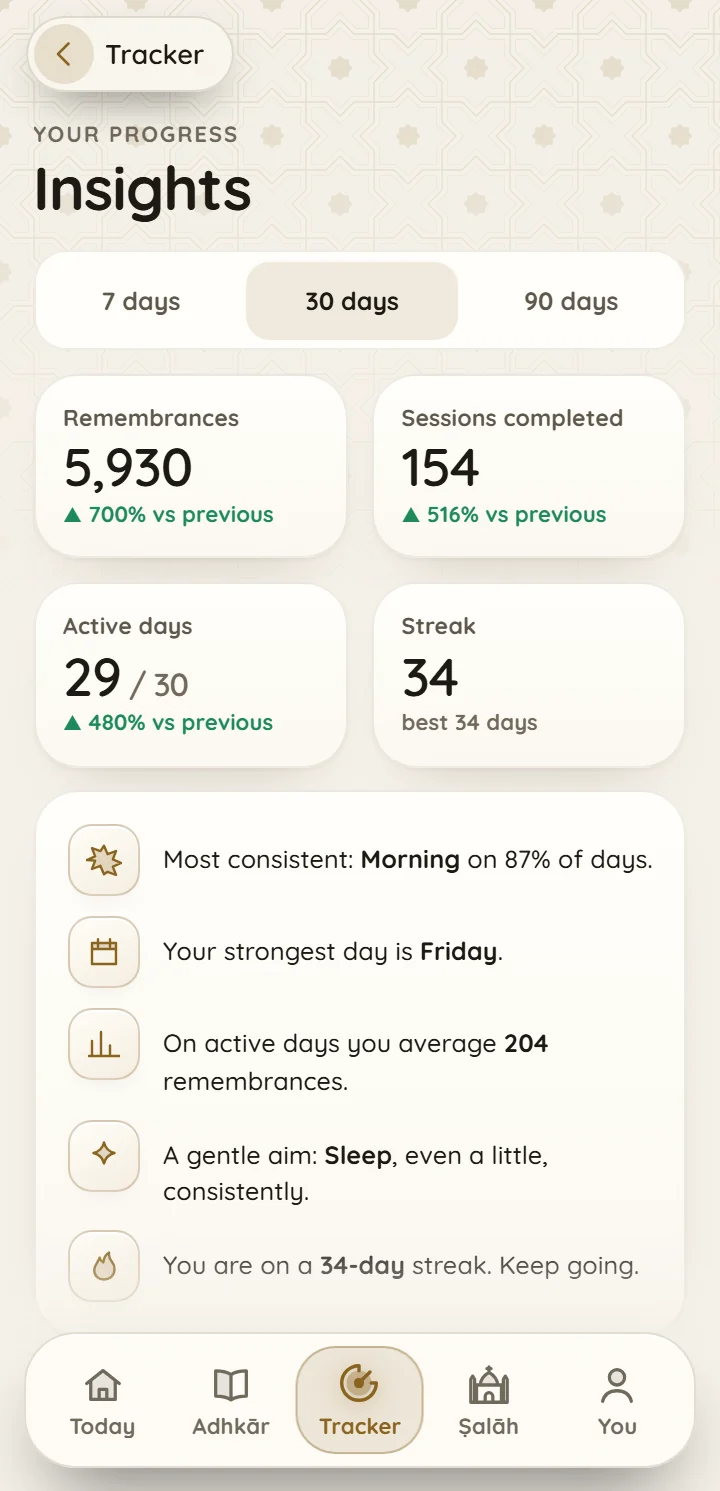 Tracker
YOUR PROGRESS
Insights
7 days
30 days
90 days
Remembrances
5,930
▲ 700% vs previous
Sessions completed
154
▲ 516% vs previous
Active days
29 / 30
▲ 480% vs previous
Streak
34
best 34 days
Most consistent: Morning on 87% of days.
Your strongest day is Friday.
On active days you average 204
remembrances.
A gentle aim: Sleep, even a little,
consistently.
You are on a 34-day streak. Keep going.
Today
Adhkār
Tracker
Ṣalāh
You